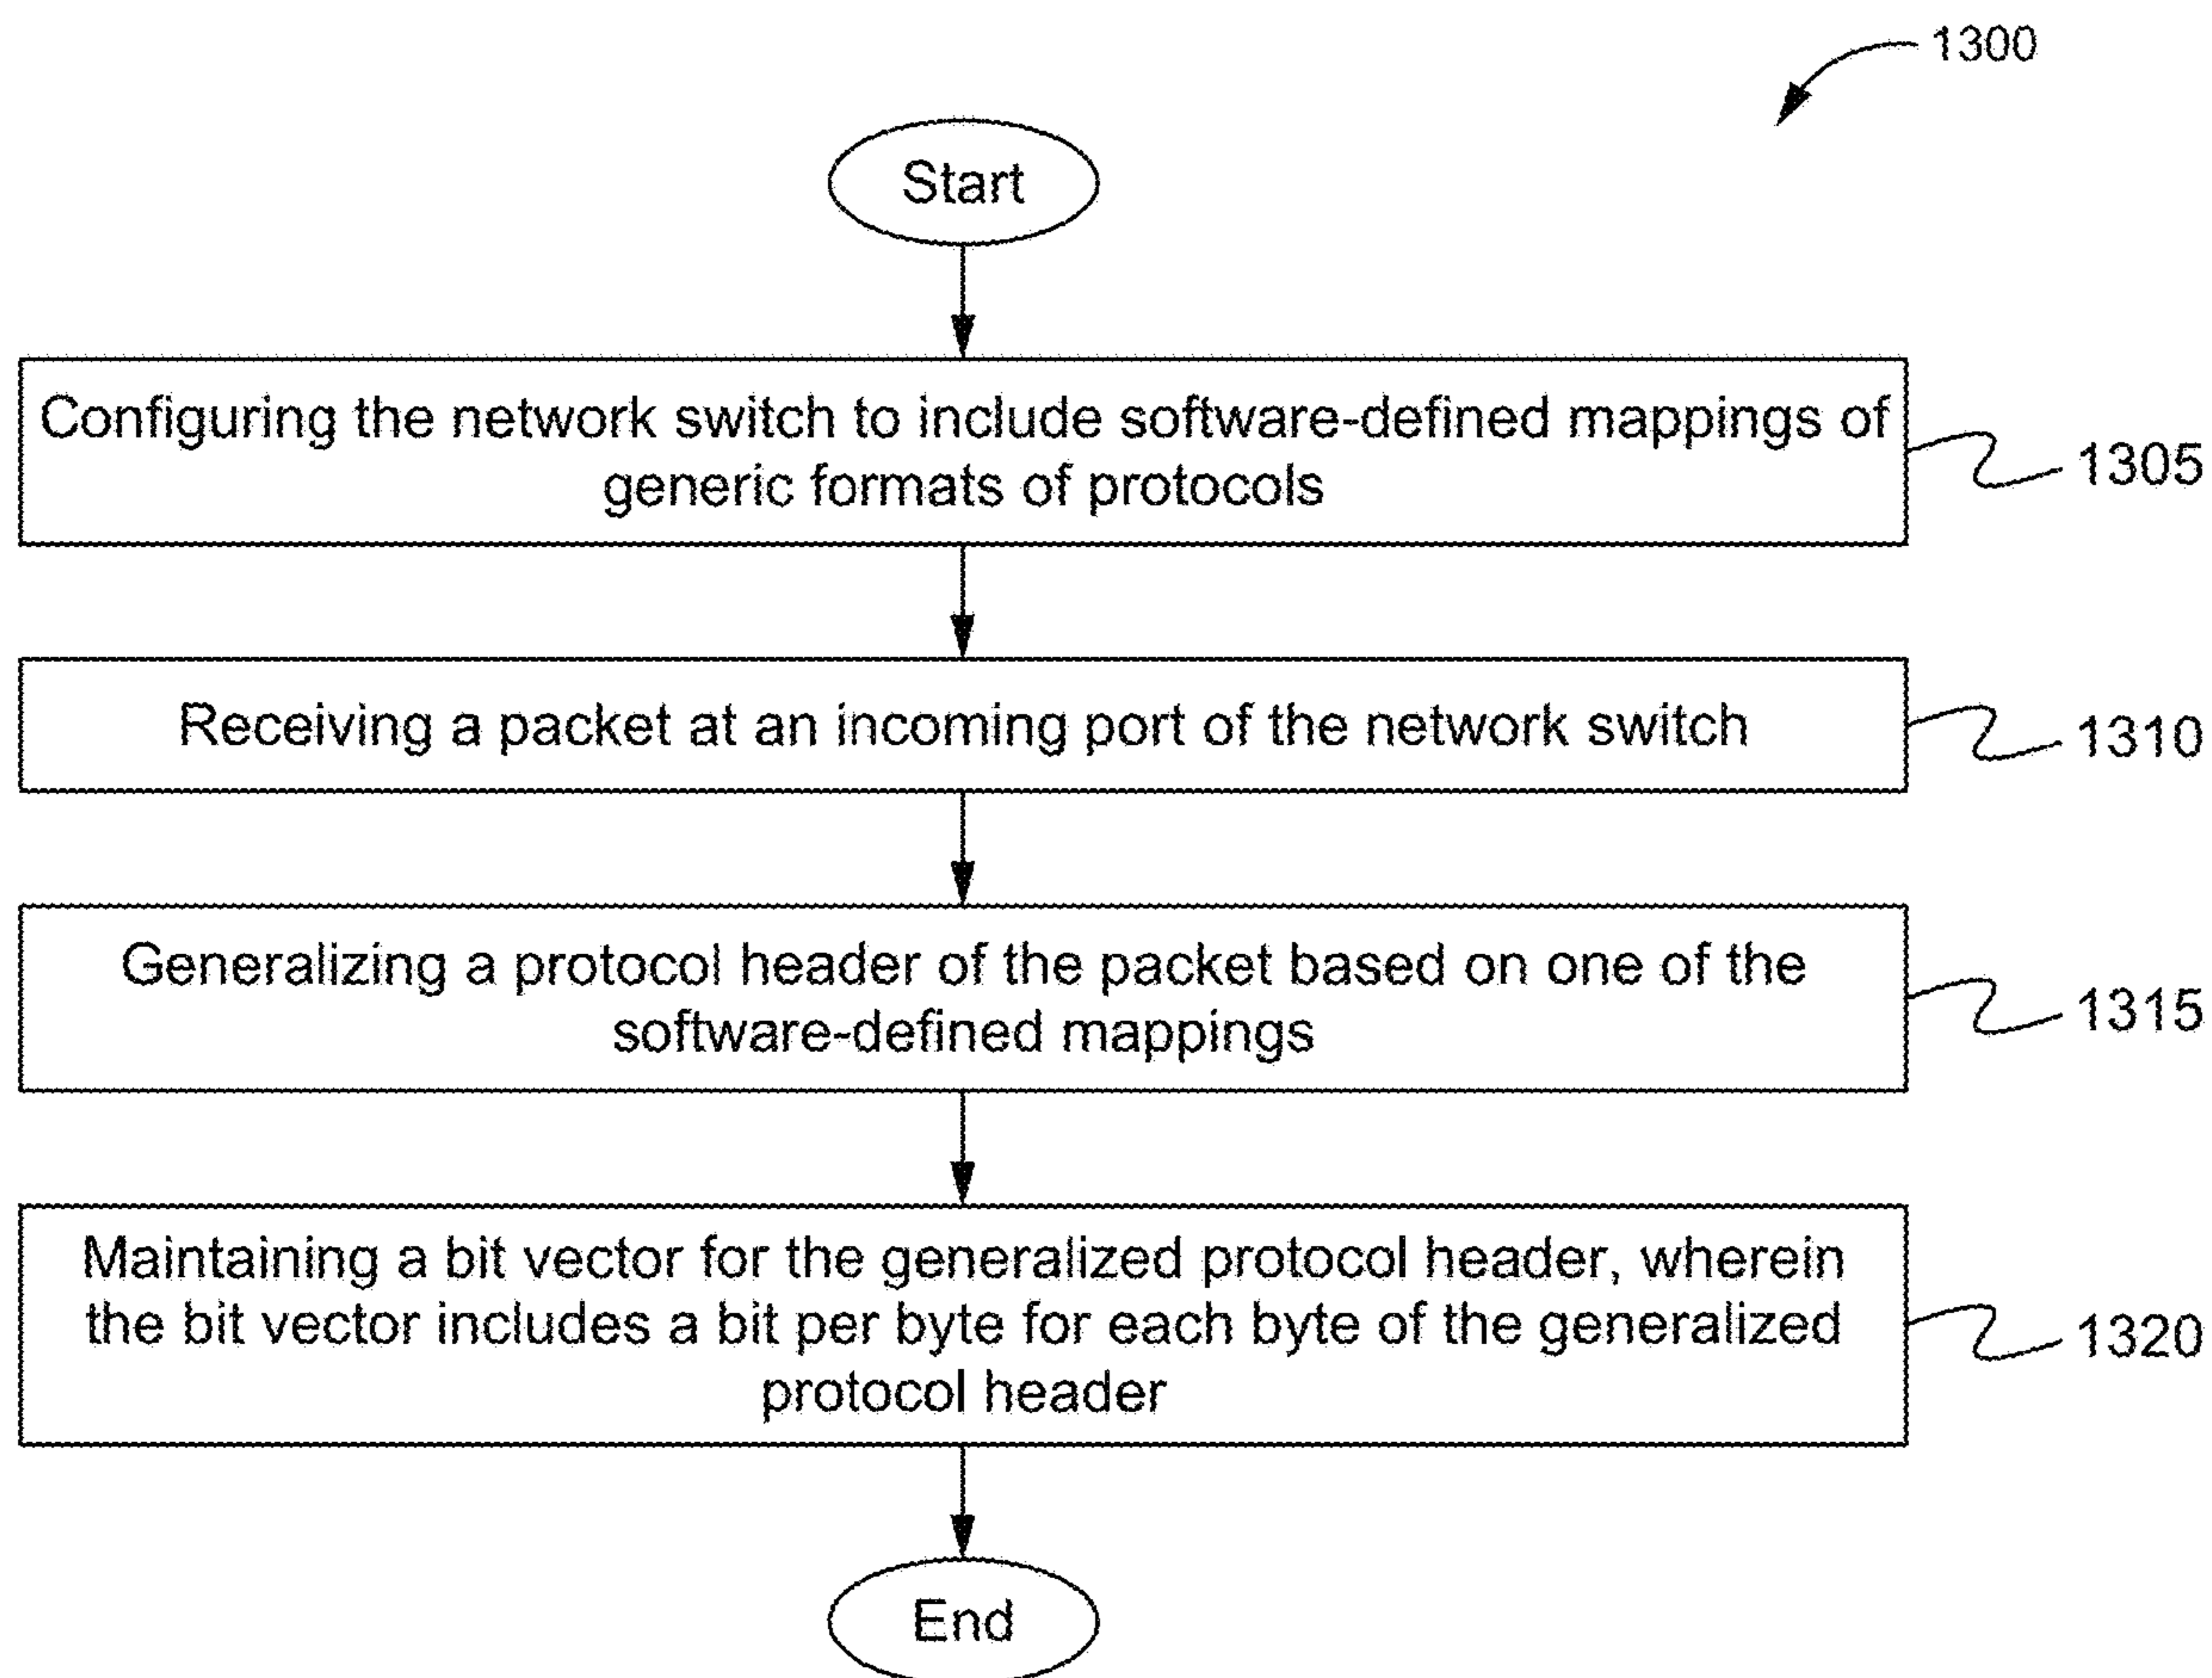 1300
Start
Configuring the network switch to include software-defined mappings of
generic formats of protocols
1305
Receiving a packet at an incoming port of the network switch
1310
Generalizing a protocol header of the packet based on one of the
software-defined mappings
1315
Maintaining a bit vector for the generalized protocol header, wherein
the bit vector includes a bit per byte for each byte of the generalized
protocol header
1320
End